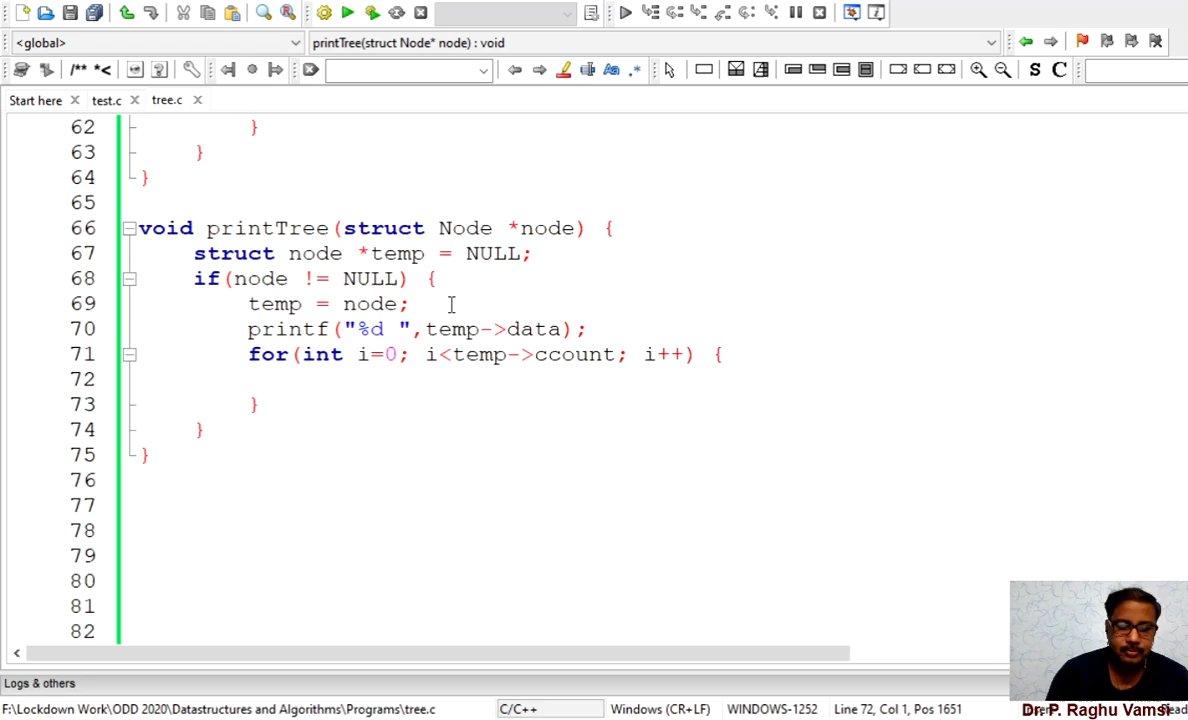 <global>
printTree(struct Node* node) : void
/** *<
S C
Start here
test.c
tree.c
62 }
63 }
64 }
65
66 void printTree(struct Node *node) {
67 struct node *temp = NULL;
68 if(node != NULL) {
69 temp = node;
70 printf("%d ",temp->data);
71 for(int i=0; i<temp->ccount; i++) {
72
73 }
74 }
75 }
76
77
78
79
80
81
82
Logs & others
F:\Lockdown Work\ODD 2020\Datastructures and Algorithms\Programs\tree.c
C/C++
Windows (CR+LF)
WINDOWS-1252
Line 72, Col 1, Pos 1651
Dr. P. Raghu Vamsi